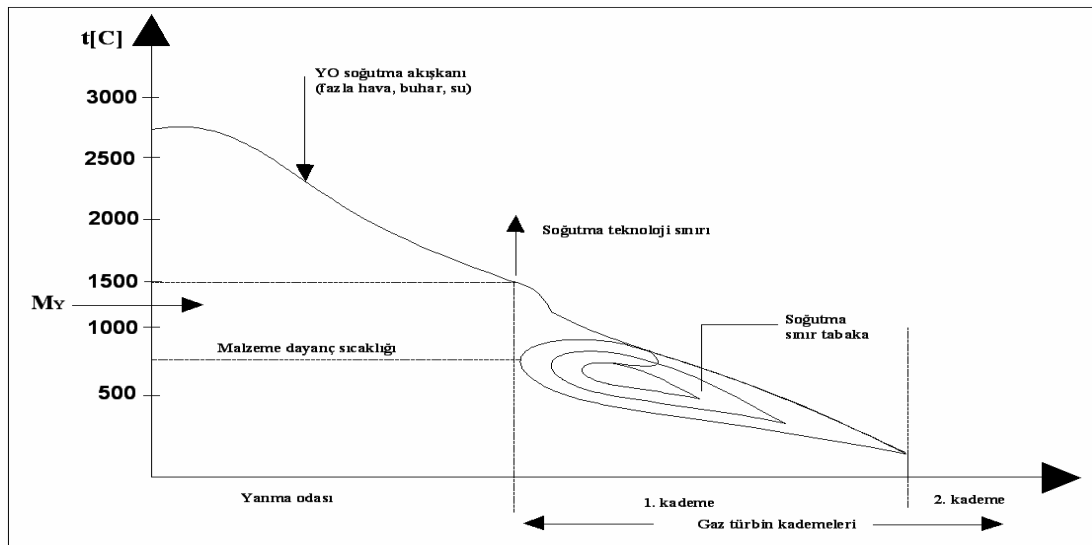 t[C]
YO soğutma akışkanı
(fazla hava, buhar, su)
3000
2500
2000
Soğutma teknoloji sınırı
1500
MY
1000
Soğutma
sınır tabaka
Malzeme dayanç sıcaklığı
500
Yanma odası
1. kademe
2. kademe
Gaz türbin kademeleri